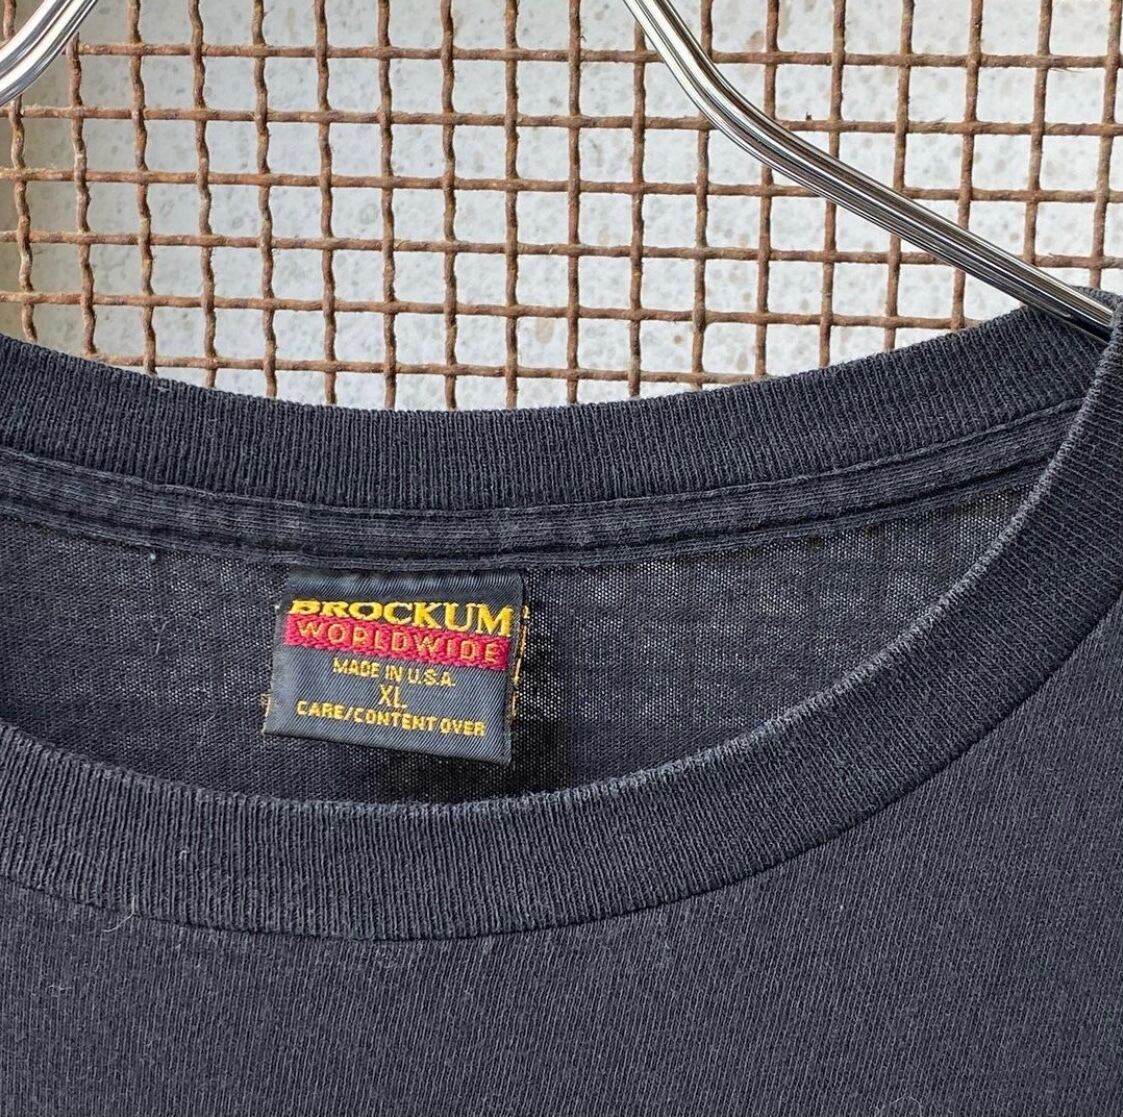 BROCKUM
WORLDWIDE
MADE IN U.S.A.
XL
CARE/CONTENT OVER